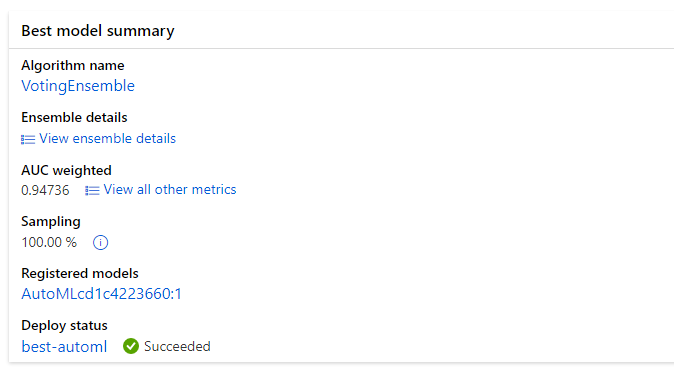 Best model summary
Algorithm name
VotingEnsemble
Ensemble details
View ensemble details
AUC weighted
0.94736 View all other metrics
Sampling
100.00 %
Registered models
AutoMLcd1c4223660:1
Deploy status
best-automl Succeeded